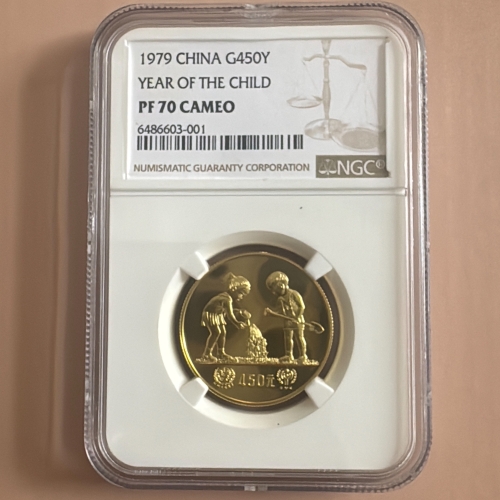 1979 CHINA G450Y
YEAR OF THE CHILD
PF 70 CAMEO
6486603-001
NUMISMATIC GUARANTY CORPORATION
NGC
450元